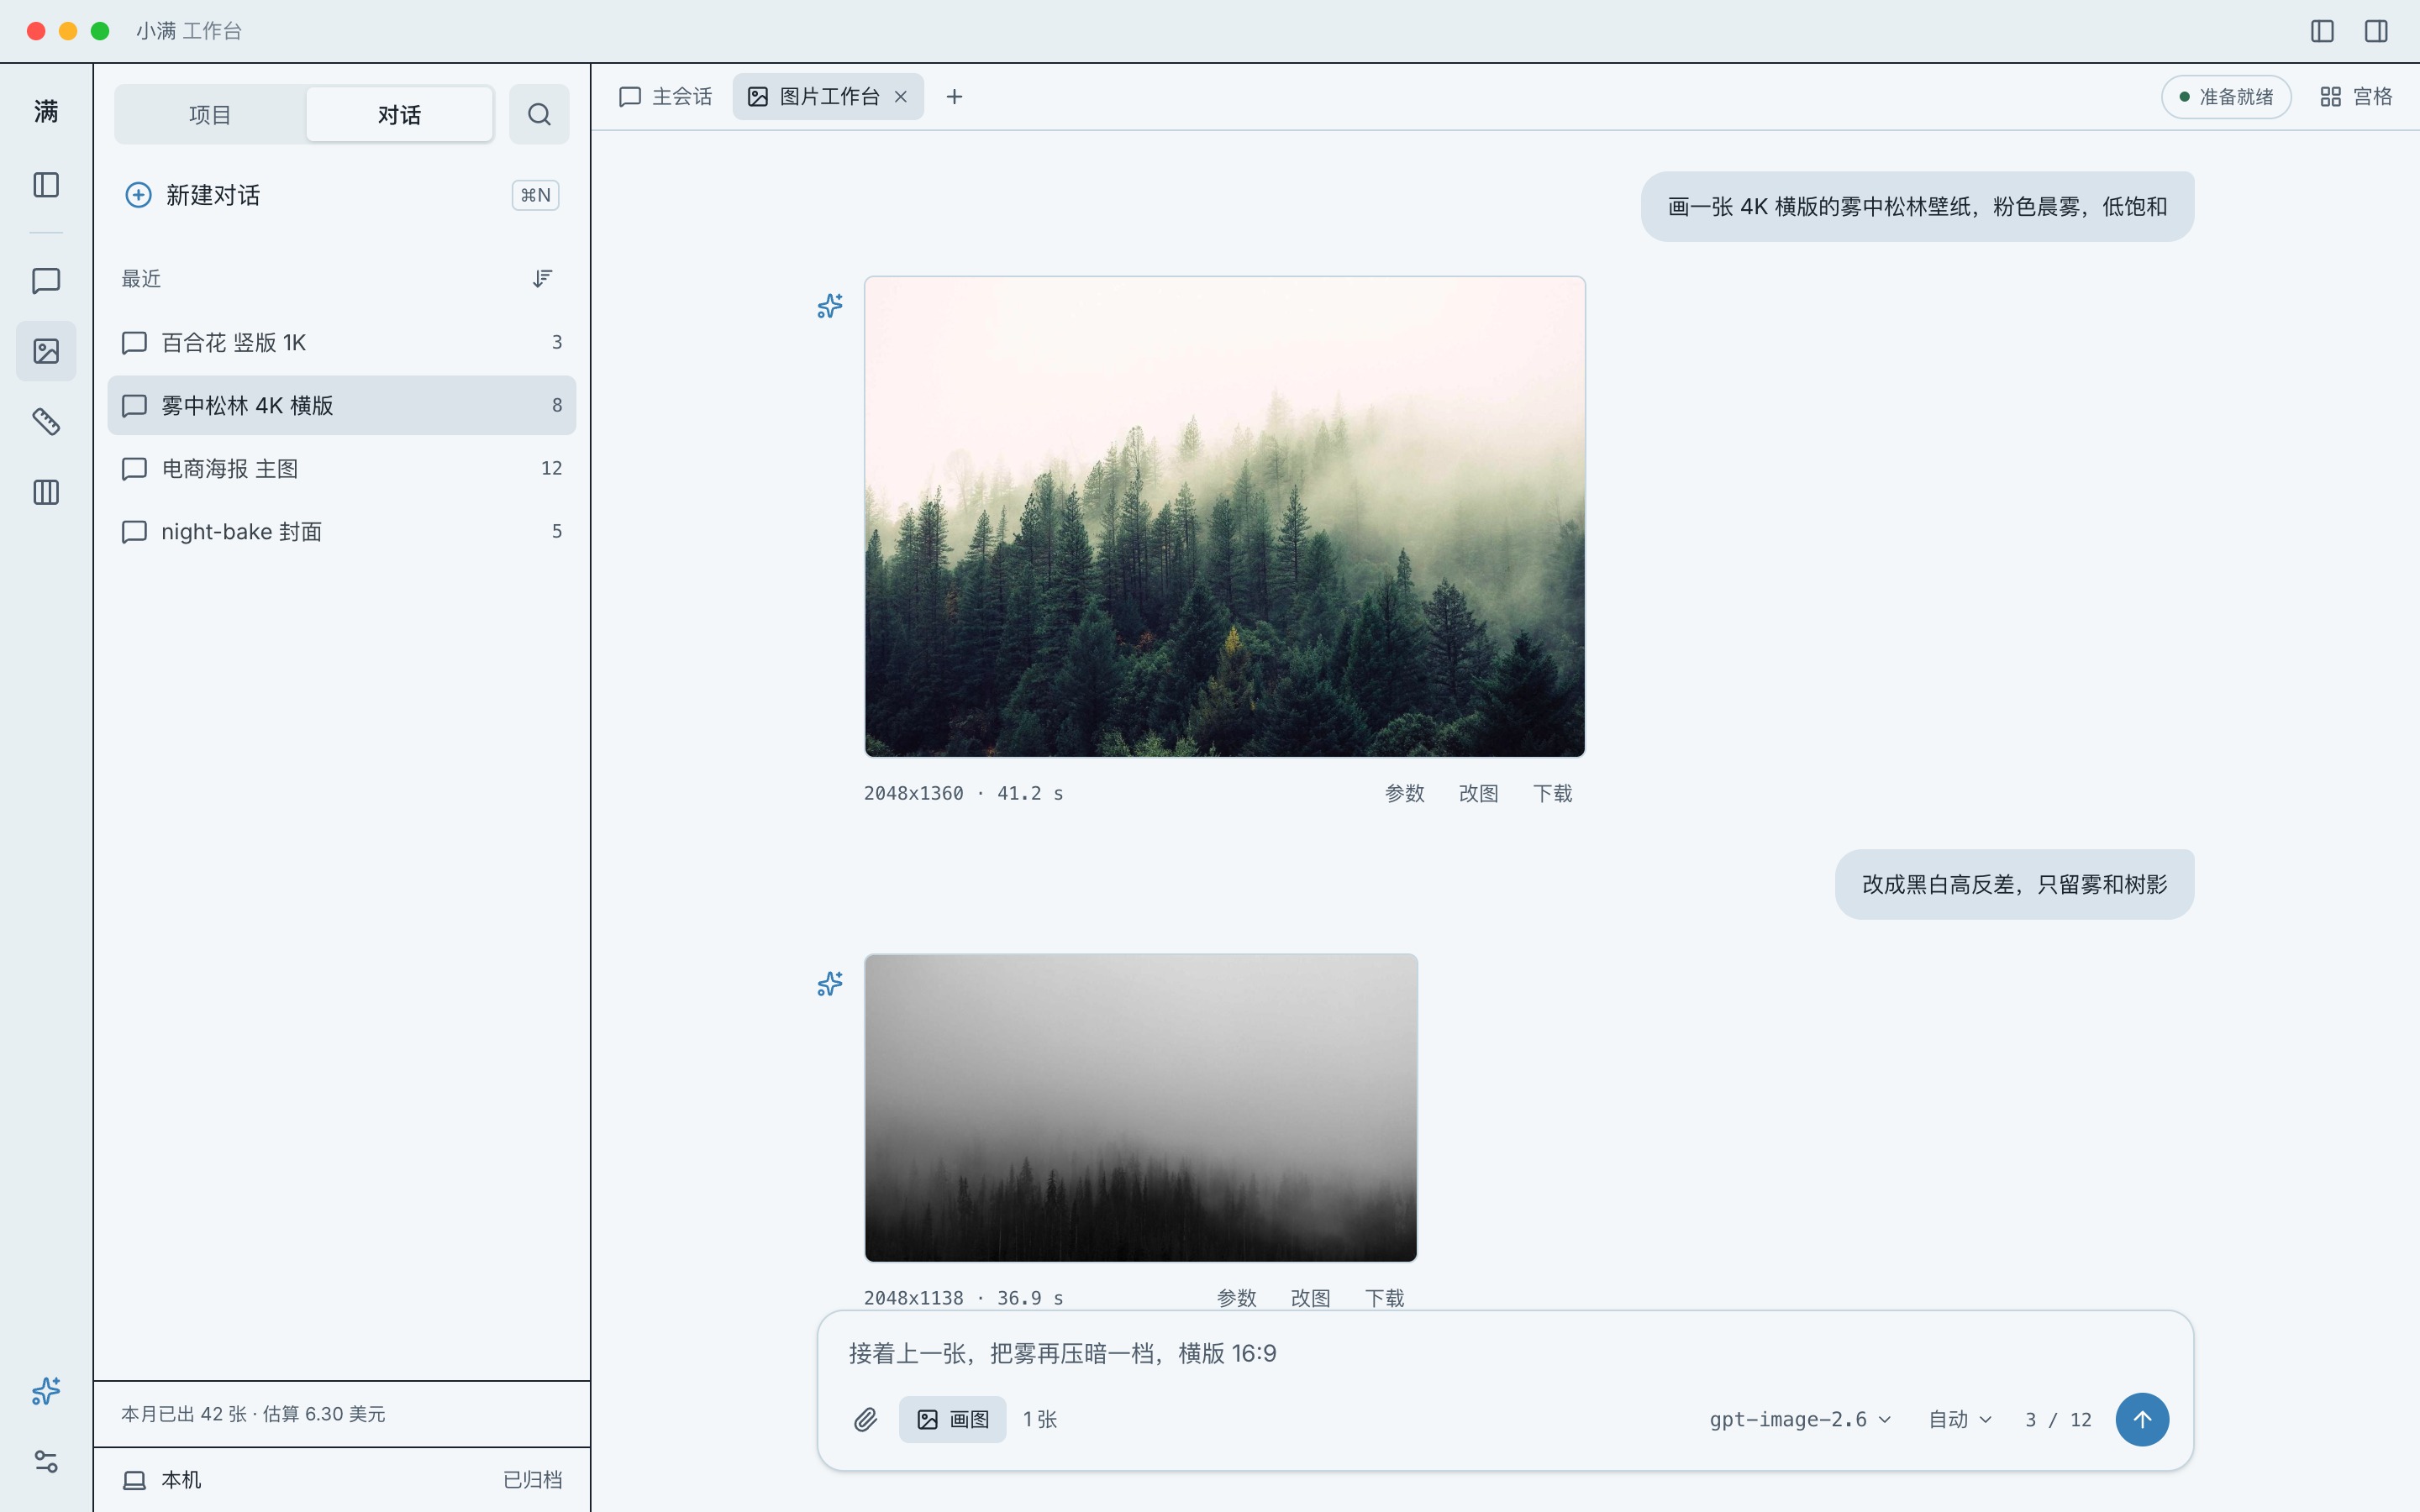 小满 工作台
满
项目
对话
新建对话
⌘N
最近
百合花 竖版 1K
3
雾中松林 4K 横版
8
电商海报 主图
12
night-bake 封面
5
本月已出 42 张 · 估算 6.30 美元
本机
已归档
主会话
图片工作台
准备就绪
宫格
画一张 4K 横版的雾中松林壁纸，粉色晨雾，低饱和
2048x1360 · 41.2 s
参数
改图
下载
改成黑白高反差，只留雾和树影
2048x1138 · 36.9 s
参数
改图
下载
接着上一张，把雾再压暗一档，横版 16:9
画图
1 张
gpt-image-2.6
自动
3 / 12